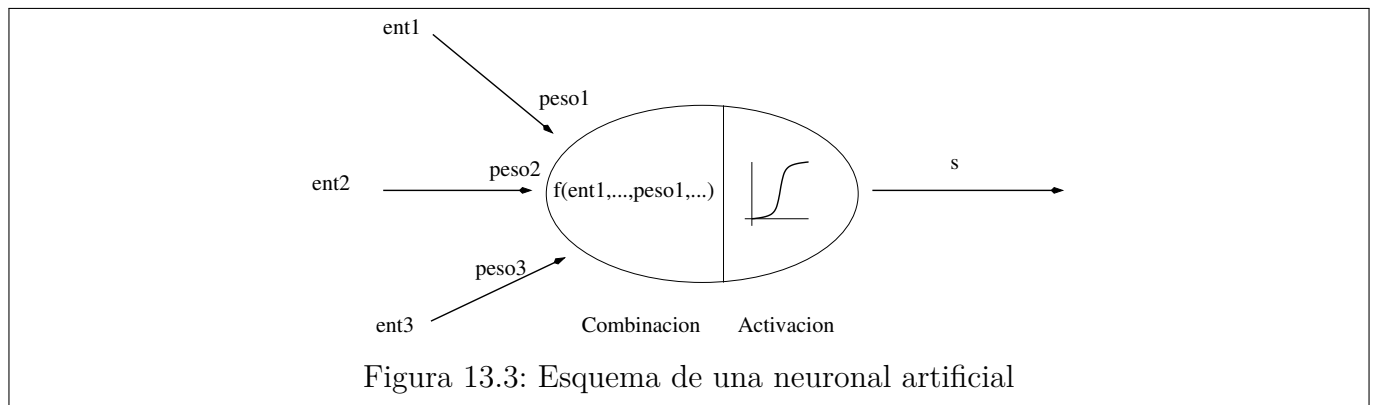 ent1
peso1
peso2
ent2
f(ent1,...,peso1,...)
s
peso3
ent3
Combinacion
Activacion
Figura 13.3: Esquema de una neuronal artificial